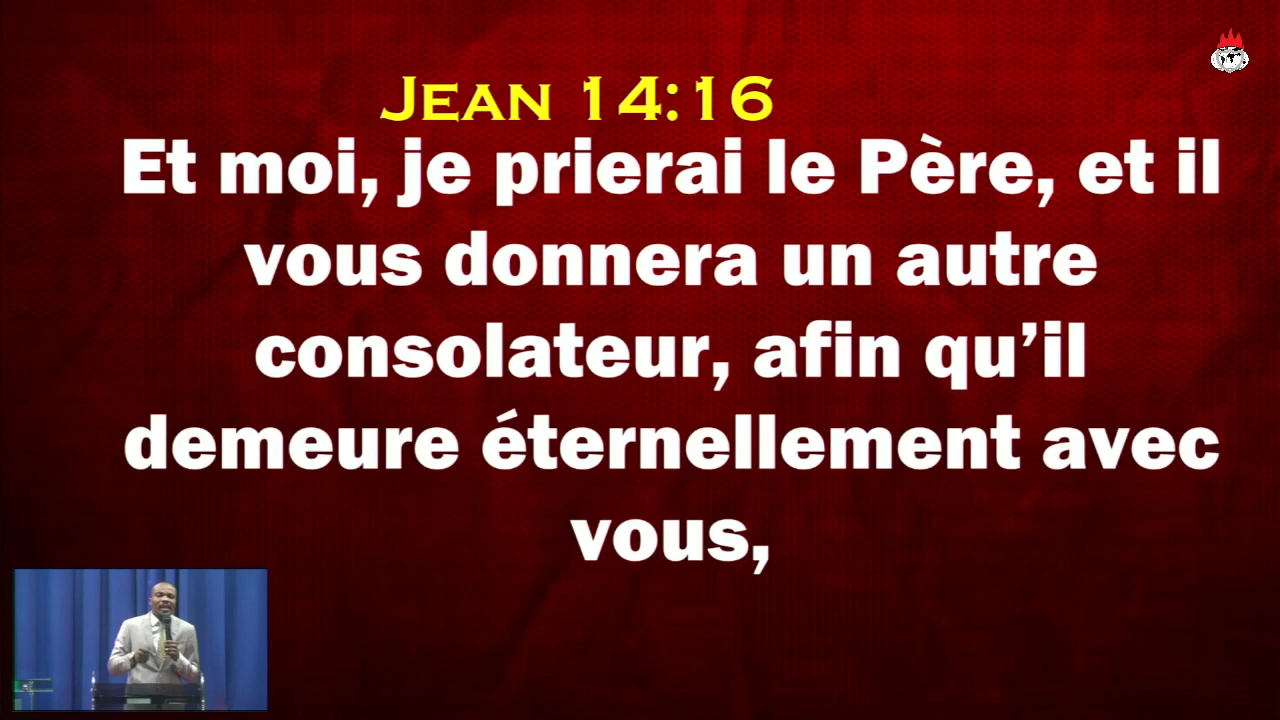 Jean 14:16
Et moi, je prierai le Père, et il
vous donnera un autre
consolateur, afin qu’il
demeure éternellement avec
vous,